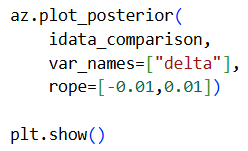 az.plot_posterior(
    idata_comparison,
    var_names=["delta"],
    rope=[-0.01,0.01])

plt.show()